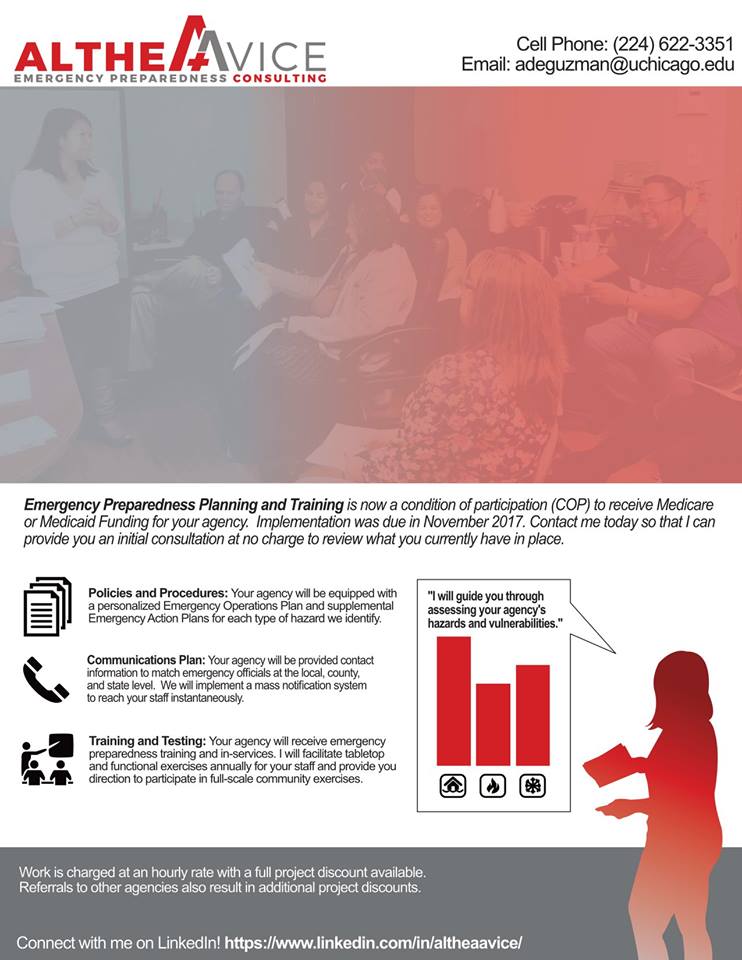 ALTHEA AVICE
EMERGENCY PREPAREDNESS CONSULTING
Cell Phone: (224) 622-3351
Email: adeguzman@uchicago.edu
Emergency Preparedness Planning and Training is now a condition of participation (COP) to receive Medicare
or Medicaid Funding for your agency.  Implementation was due in November 2017. Contact me today so that I can
provide you an initial consultation at no charge to review what you currently have in place.
Policies and Procedures: Your agency will be equipped with
a personalized Emergency Operations Plan and supplemental
Emergency Action Plans for each type of hazard we identify.
Communications Plan: Your agency will be provided contact
information to match emergency officials at the local, county,
and state level.  We will implement a mass notification system
to reach your staff instantaneously.
Training and Testing: Your agency will receive emergency
preparedness training and in-services. I will facilitate tabletop
and functional exercises annually for your staff and provide you
direction to participate in full-scale community exercises.
"I will guide you through
assessing your agency's
hazards and vulnerabilities."
Work is charged at an hourly rate with a full project discount available.
Referrals to other agencies also result in additional project discounts.
Connect with me on LinkedIn! https://www.linkedin.com/in/altheaavice/